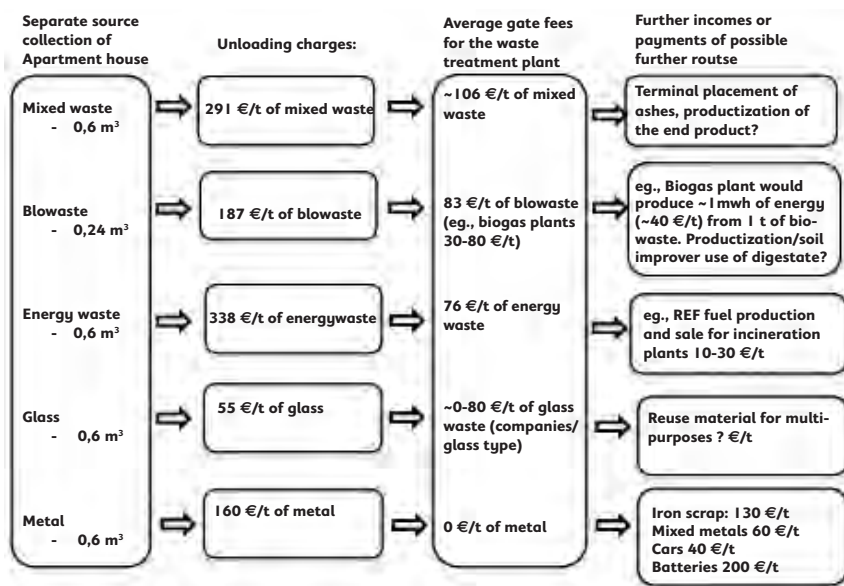 Separate source
collection of
Apartment house
Unloading charges:
Average gate fees
for the waste
treatment plant
Further incomes or
payments of possible
further routse
Mixed waste
- 0,6 m³
291 €/t of mixed waste
~106 €/t of mixed
waste
Terminal placement of
ashes, productization of
the end product?
Blowaste
- 0,24 m³
187 €/t of blowaste
83 €/t of blowaste
(eg., biogas plants
30-80 €/t)
eg., Biogas plant would
produce ~1mwh of energy
(~40 €/t) from 1 t of bio-
waste. Productization/soil
improver use of digestate?
Energy waste
- 0,6 m³
338 €/t of energywaste
76 €/t of energy
waste
eg., REF fuel production
and sale for incineration
plants 10-30 €/t
Glass
- 0,6 m³
55 €/t of glass
~0-80 €/t of glass
waste (companies/
glass type)
Reuse material for multi-
purposes ? €/t
Metal
- 0,6 m³
160 €/t of metal
0 €/t of metal
Iron scrap: 130 €/t
Mixed metals 60 €/t
Cars 40 €/t
Batteries 200 €/t